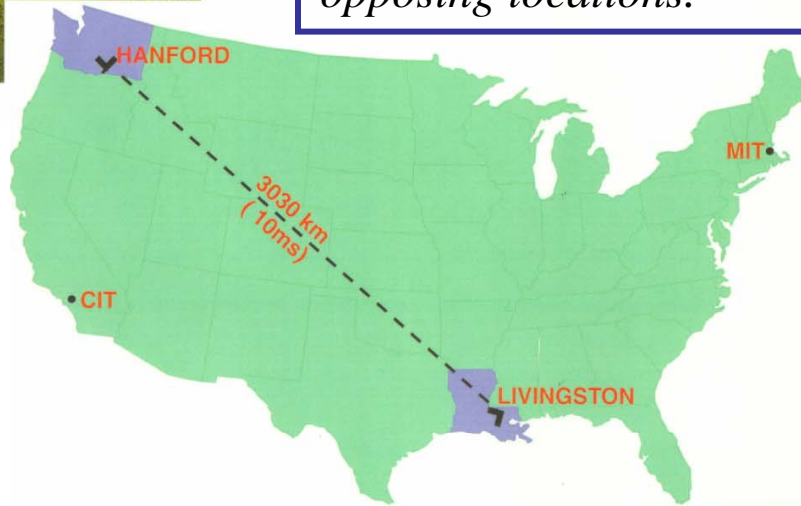 opposing locations.
HANFORD
MIT
3030 km
( 10ms)
CIT
LIVINGSTON